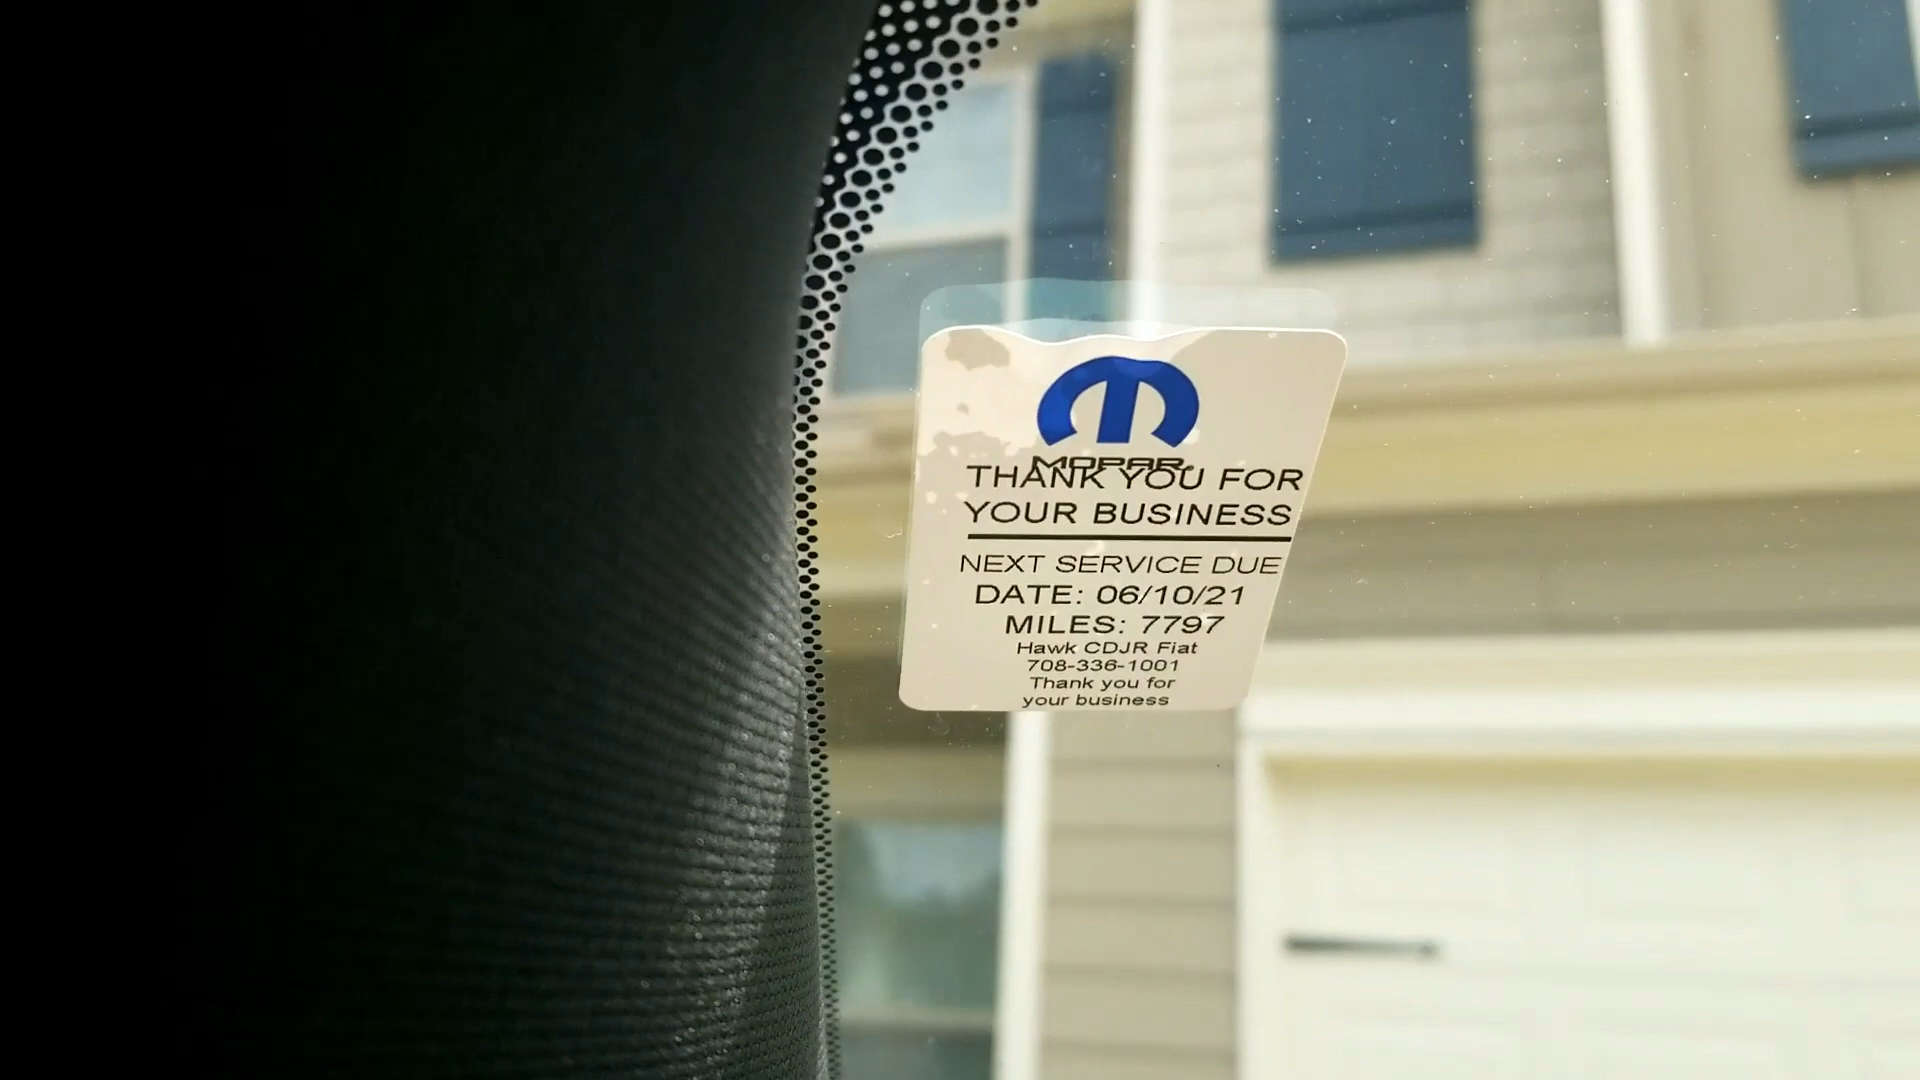 MOPAR
THANK YOU FOR
YOUR BUSINESS
NEXT SERVICE DUE
DATE: 06/10/21
MILES: 7797
Hawk CDJR Fiat
708-336-1001
Thank you for
your business